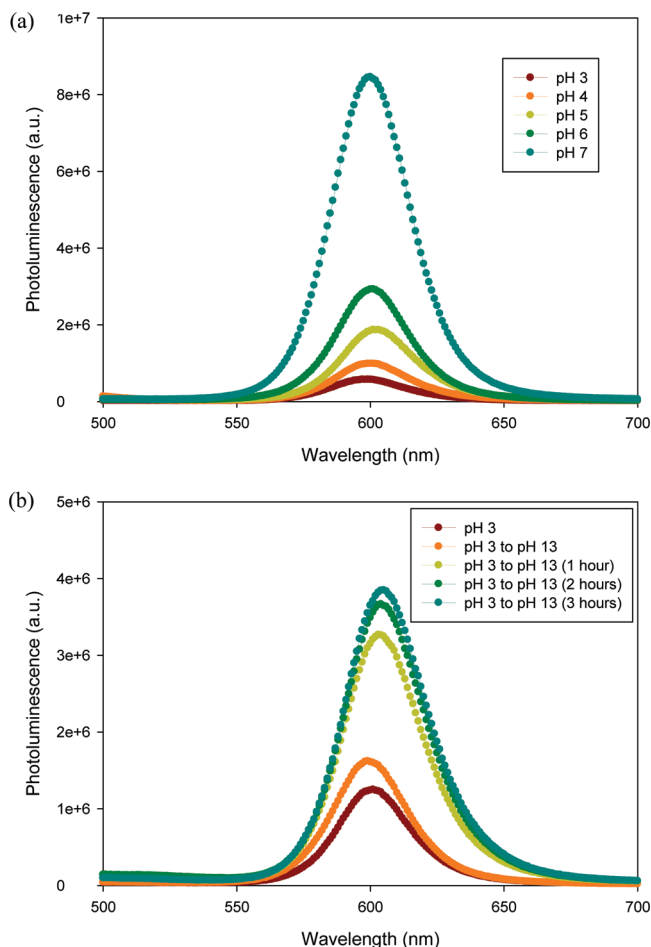 (a)
1e+7
8e+6
6e+6
4e+6
2e+6
0
Photoluminescence (a.u.)
pH 3
pH 4
pH 5
pH 6
pH 7
500 550 600 650 700
Wavelength (nm)
(b)
5e+6
4e+6
3e+6
2e+6
1e+6
0
Photoluminescence (a.u.)
pH 3
pH 3 to pH 13
pH 3 to pH 13 (1 hour)
pH 3 to pH 13 (2 hours)
pH 3 to pH 13 (3 hours)
500 550 600 650 700
Wavelength (nm)